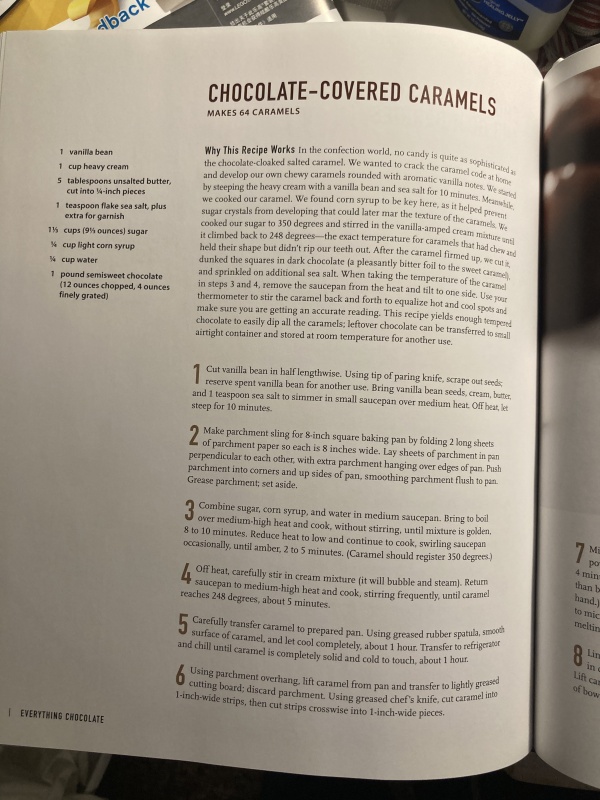 dback
CHOCOLATE-COVERED CARAMELS
MAKES 64 CARAMELS
1 vanilla bean
1 cup heavy cream
5 tablespoons unsalted butter,
cut into ¼-inch pieces
1 teaspoon flake sea salt, plus
extra for garnish
1⅓ cups (9⅓ ounces) sugar
¼ cup light corn syrup
¼ cup water
1 pound semisweet chocolate
(12 ounces chopped, 4 ounces
finely grated)
Why This Recipe Works In the confection world, no candy is quite as sophisticated as
the chocolate-cloaked salted caramel. We wanted to crack the caramel code at home
and develop our own chewy caramels rounded with aromatic vanilla notes. We started
by steeping the heavy cream with a vanilla bean and sea salt for 10 minutes. Meanwhile,
we cooked our caramel. We found corn syrup to be key here, as it helped prevent
sugar crystals from developing that could later mar the texture of the caramels. We
cooked our sugar to 350 degrees and stirred in the vanilla-amped cream mixture until
it climbed back to 248 degrees—the exact temperature for caramels that had chew and
held their shape but didn't rip our teeth out. After the caramel firmed up, we cut it,
dunked the squares in dark chocolate (a pleasantly bitter foil to the sweet caramel),
and sprinkled on additional sea salt. When taking the temperature of the caramel
in steps 3 and 4, remove the saucepan from the heat and tilt to one side. Use your
thermometer to stir the caramel back and forth to equalize hot and cool spots and
make sure you are getting an accurate reading. This recipe yields enough tempered
chocolate to easily dip all the caramels; leftover chocolate can be transferred to small
airtight container and stored at room temperature for another use.
1 Cut vanilla bean in half lengthwise. Using tip of paring knife, scrape out seeds;
reserve spent vanilla bean for another use. Bring vanilla bean seeds, cream, butter,
and 1 teaspoon sea salt to simmer in small saucepan over medium heat. Off heat, let
steep for 10 minutes.
2 Make parchment sling for 8-inch square baking pan by folding 2 long sheets
of parchment paper so each is 8 inches wide. Lay sheets of parchment in pan
perpendicular to each other, with extra parchment hanging over edges of pan. Push
parchment into corners and up sides of pan, smoothing parchment flush to pan.
Grease parchment; set aside.
3 Combine sugar, corn syrup, and water in medium saucepan. Bring to boil
over medium-high heat and cook, without stirring, until mixture is golden,
8 to 10 minutes. Reduce heat to low and continue to cook, swirling saucepan
occasionally, until amber, 2 to 5 minutes. (Caramel should register 350 degrees.)
4 Off heat, carefully stir in cream mixture (it will bubble and steam). Return
saucepan to medium-high heat and cook, stirring frequently, until caramel
reaches 248 degrees, about 5 minutes.
5 Carefully transfer caramel to prepared pan. Using greased rubber spatula, smooth
surface of caramel, and let cool completely, about 1 hour. Transfer to refrigerator
and chill until caramel is completely solid and cold to touch, about 1 hour.
6 Using parchment overhang, lift caramel from pan and transfer to lightly greased
cutting board; discard parchment. Using greased chef's knife, cut caramel into
1-inch-wide strips, then cut strips crosswise into 1-inch-wide pieces.
| EVERYTHING CHOCOLATE
7 Mi
po
4 min
than b
hand.)
to mic
meltin
8 Lin
in c
Lift ca
of bow